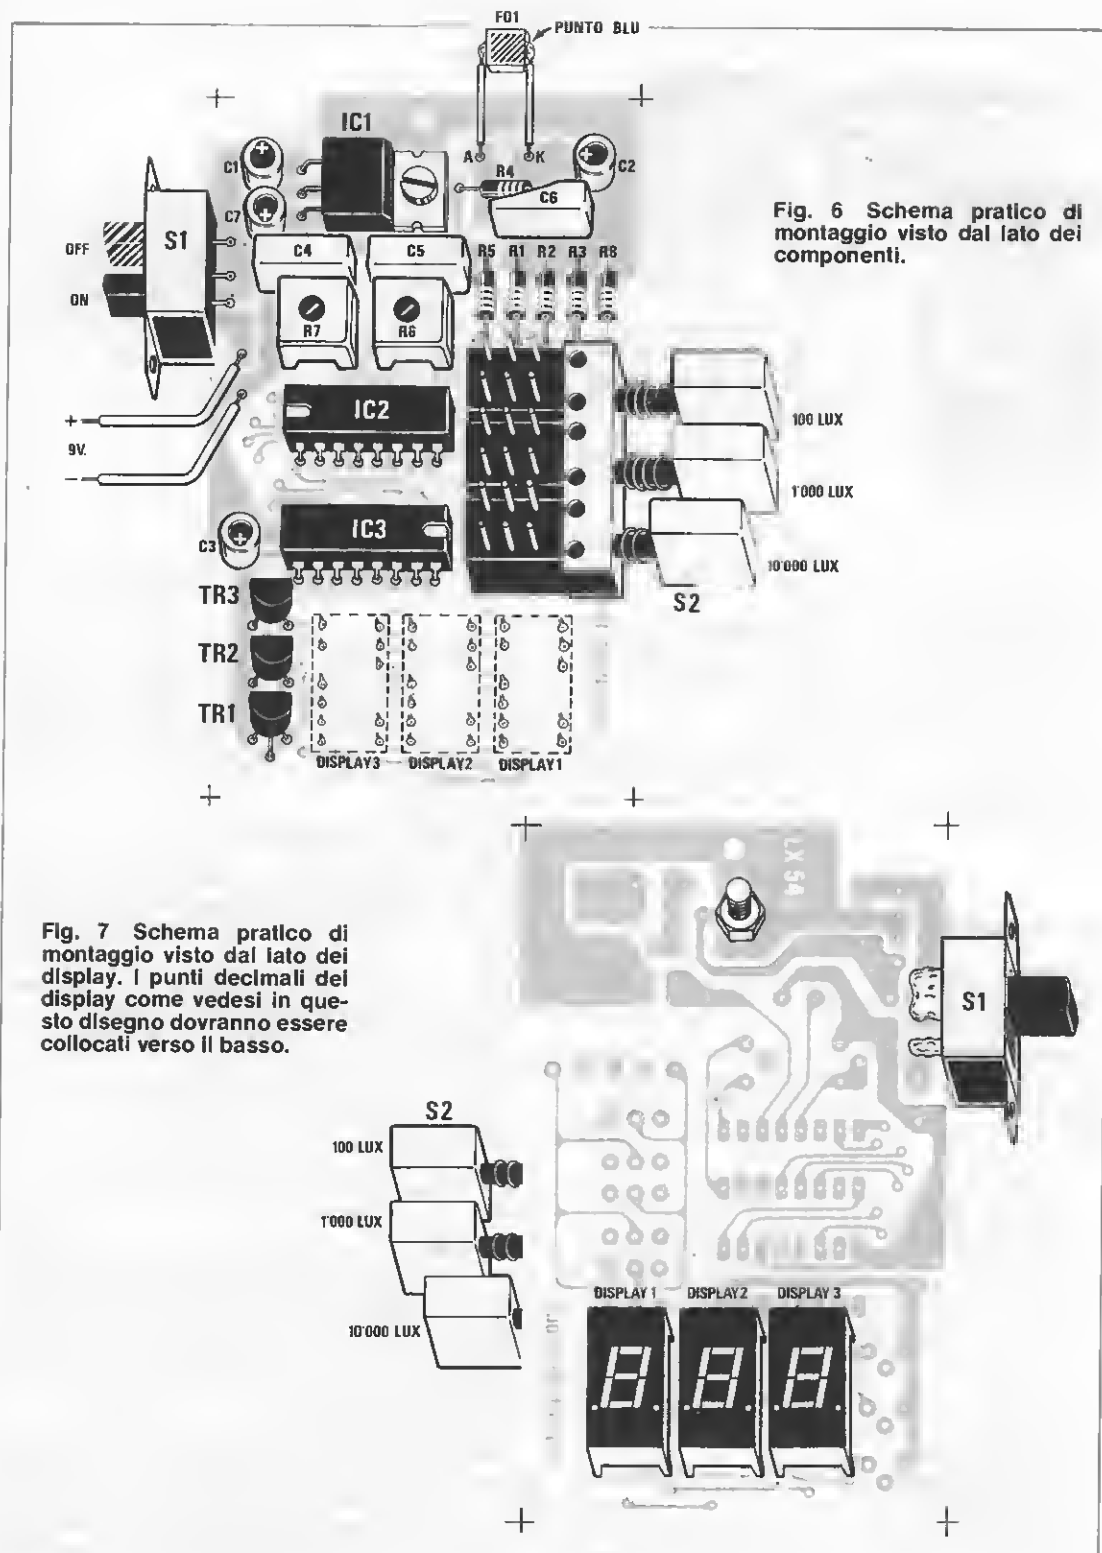 FD1
PUNTO BLU
IC1
A
K
C1
R4
C2
C6
C7
S1
OFF
ON
C4
C5
R5 R1 R2 R3 R8
Fig. 6 Schema pratico di
montaggio visto dal lato dei
componenti.
R7
R6
IC2
100 LUX
+
9V.
-
1'000 LUX
IC3
C3
10'000 LUX
S2
TR3
TR2
TR1
DISPLAY3
DISPLAY2
DISPLAY1
LX 54
Fig. 7 Schema pratico di
montaggio visto dal lato dei
display. I punti decimali dei
display come vedesi in que-
sto disegno dovranno essere
collocati verso il basso.
S1
S2
100 LUX
1'000 LUX
10'000 LUX
DISPLAY 1
DISPLAY 2
DISPLAY 3